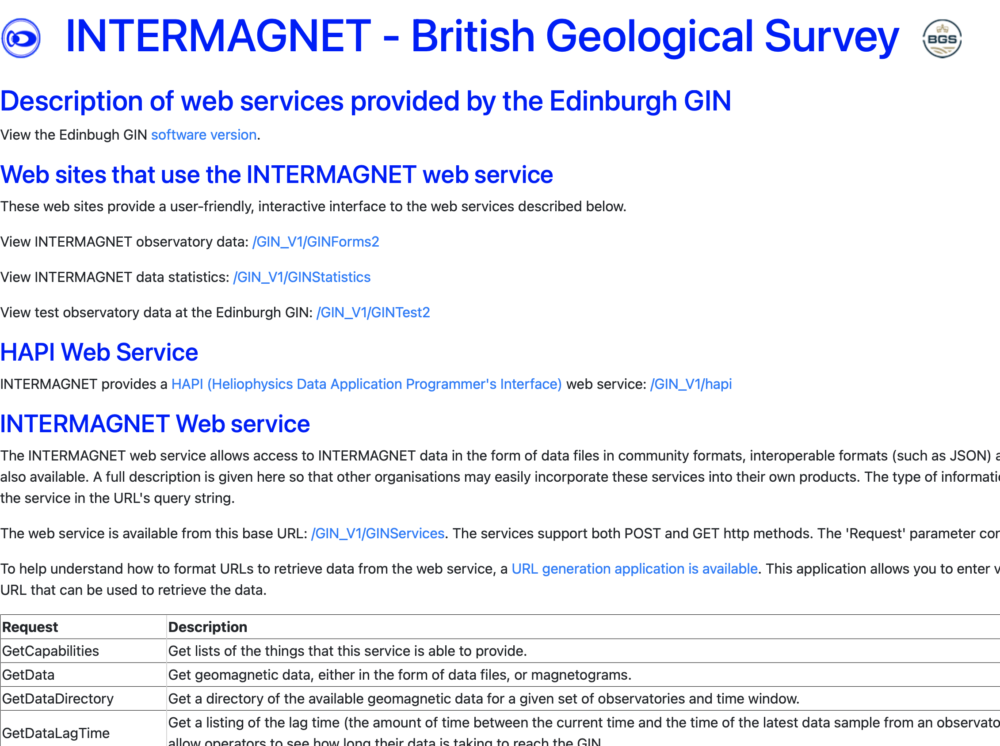 INTERMAGNET - British Geological Survey
BGS
Description of web services provided by the Edinburgh GIN
View the Edinbugh GIN software version.
Web sites that use the INTERMAGNET web service
These web sites provide a user-friendly, interactive interface to the web services described below.
View INTERMAGNET observatory data: /GIN_V1/GINForms2
View INTERMAGNET data statistics: /GIN_V1/GINStatistics
View test observatory data at the Edinburgh GIN: /GIN_V1/GINTest2
HAPI Web Service
INTERMAGNET provides a HAPI (Heliophysics Data Application Programmer's Interface) web service: /GIN_V1/hapi
INTERMAGNET Web service
The INTERMAGNET web service allows access to INTERMAGNET data in the form of data files in community formats, interoperable formats (such as JSON)
also available. A full description is given here so that other organisations may easily incorporate these services into their own products. The type of
the service in the URL's query string.
The web service is available from this base URL: /GIN_V1/GINServices. The services support both POST and GET http methods. The 'Request' parameter
To help understand how to format URLs to retrieve data from the web service, a URL generation application is available. This application allows you to enter
URL that can be used to retrieve the data.
Request Description
GetCapabilities Get lists of the things that this service is able to provide.
GetData Get geomagnetic data, either in the form of data files, or magnetograms.
GetDataDirectory Get a directory of the available geomagnetic data for a given set of observatories and time window.
GetDataLagTime Get a listing of the lag time (the amount of time between the current time and the time of the latest data sample from an
allow operators to see how long their data is taking to reach the GIN